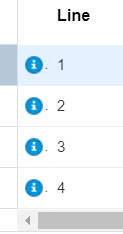 Line
. 1
. 2
. 3
. 4